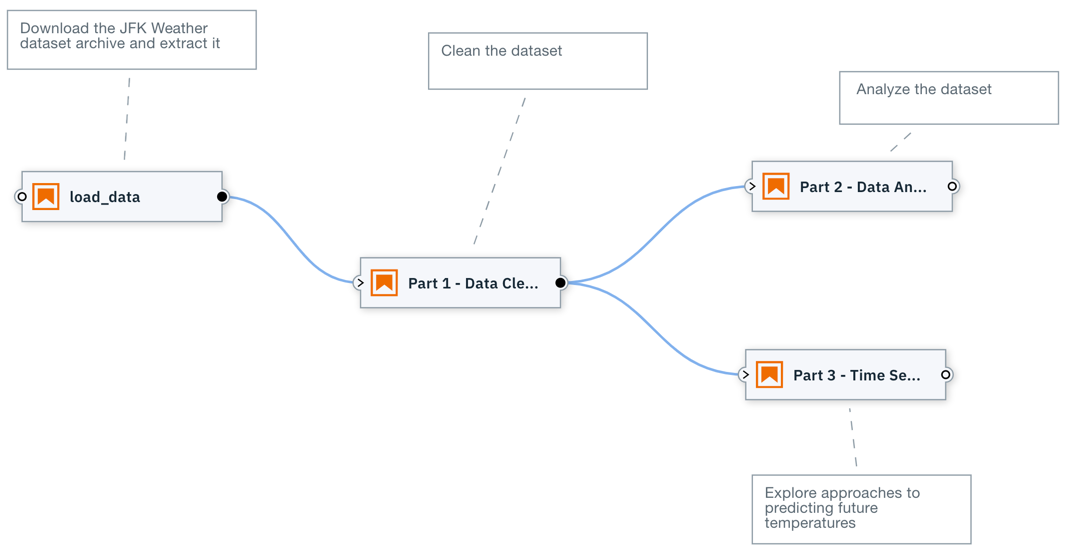 Download the JFK Weather
dataset archive and extract it
Clean the dataset
Analyze the dataset
load_data
Part 2 - Data An...
Part 1 - Data Cle...
Part 3 - Time Se...
Explore approaches to
predicting future
temperatures